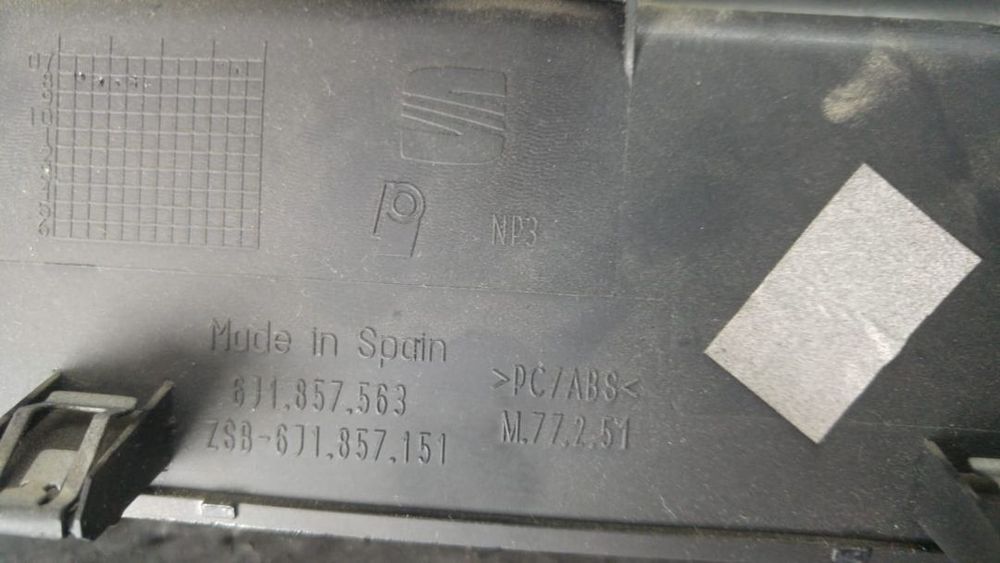 NP3
Made in Spain
6J1.857.563
ZSB-6J1.857.151
>PC/ABS<
M.77.2.51